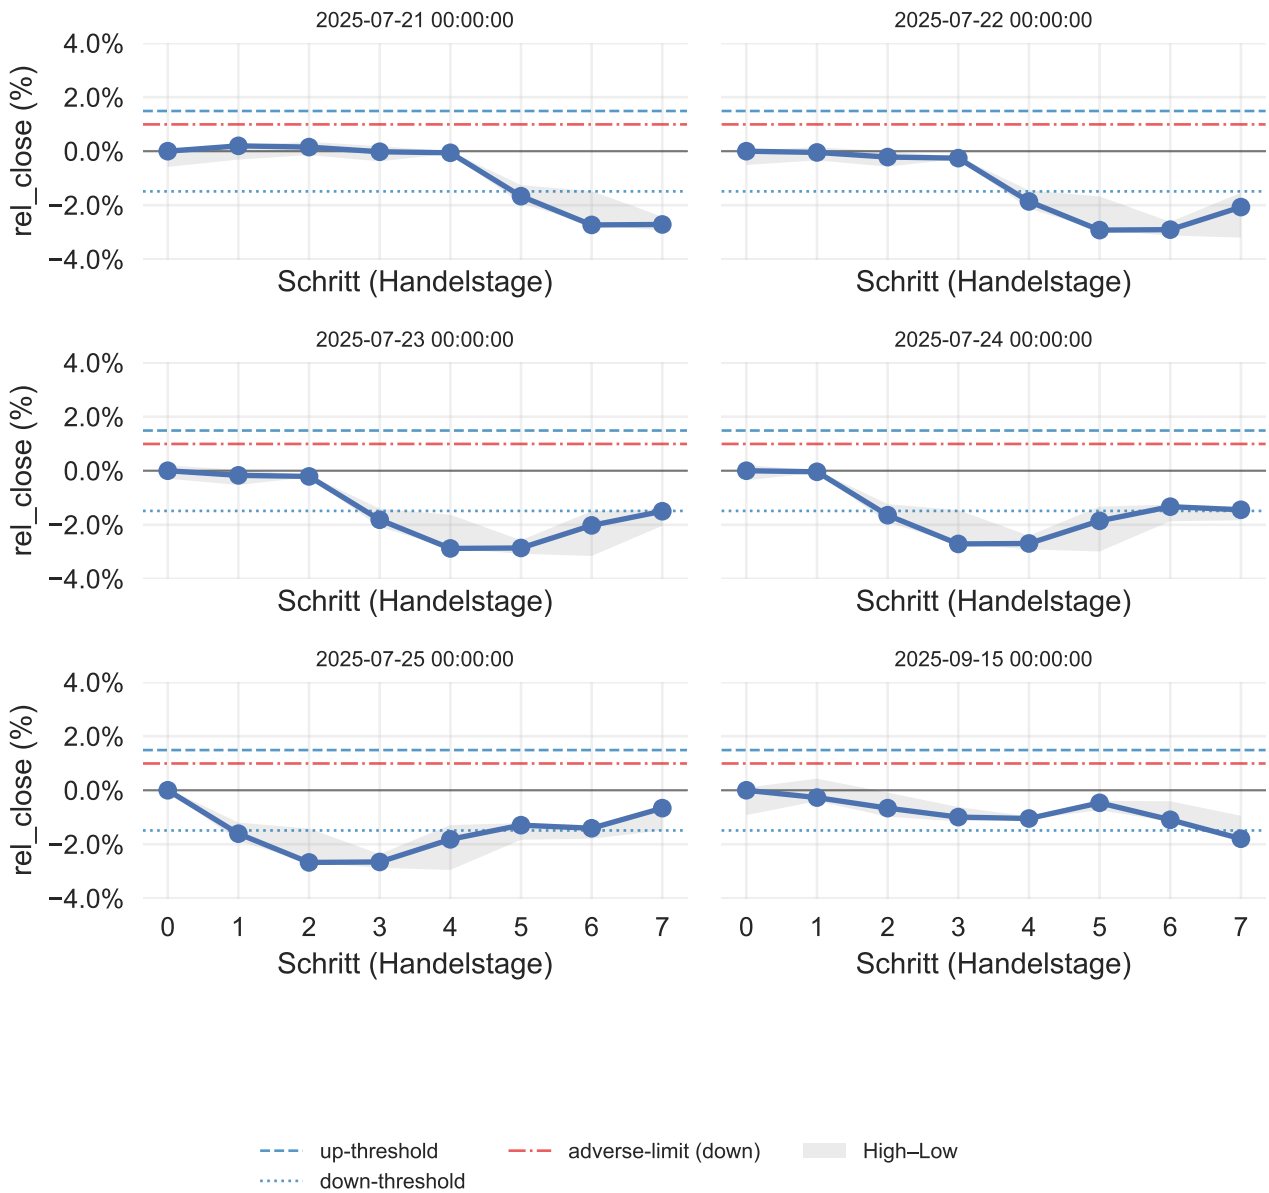 2025-07-21 00:00:00
2025-07-22 00:00:00
4.0%
2.0%
0.0%
−2.0%
−4.0%
rel_close (%)
Schritt (Handelstage)
Schritt (Handelstage)
2025-07-23 00:00:00
2025-07-24 00:00:00
4.0%
2.0%
0.0%
−2.0%
−4.0%
rel_close (%)
Schritt (Handelstage)
Schritt (Handelstage)
2025-07-25 00:00:00
2025-09-15 00:00:00
4.0%
2.0%
0.0%
−2.0%
−4.0%
rel_close (%)
0 1 2 3 4 5 6 7
0 1 2 3 4 5 6 7
Schritt (Handelstage)
Schritt (Handelstage)
up-threshold
down-threshold
adverse-limit (down)
High–Low